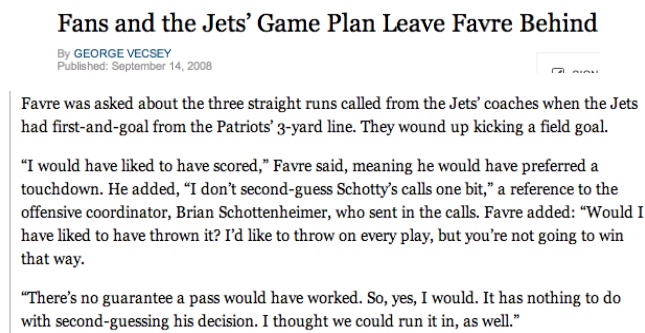 Fans and the Jets’ Game Plan Leave Favre Behind
By GEORGE VECSEY
Published: September 14, 2008
Favre was asked about the three straight runs called from the Jets’ coaches when the Jets
had first-and-goal from the Patriots’ 3-yard line. They wound up kicking a field goal.
“I would have liked to have scored,” Favre said, meaning he would have preferred a
touchdown. He added, “I don’t second-guess Schotty’s calls one bit,” a reference to the
offensive coordinator, Brian Schottenheimer, who sent in the calls. Favre added: “Would I
have liked to have thrown it? I’d like to throw on every play, but you’re not going to win
that way.
“There’s no guarantee a pass would have worked. So, yes, I would. It has nothing to do
with second-guessing his decision. I thought we could run it in, as well.”